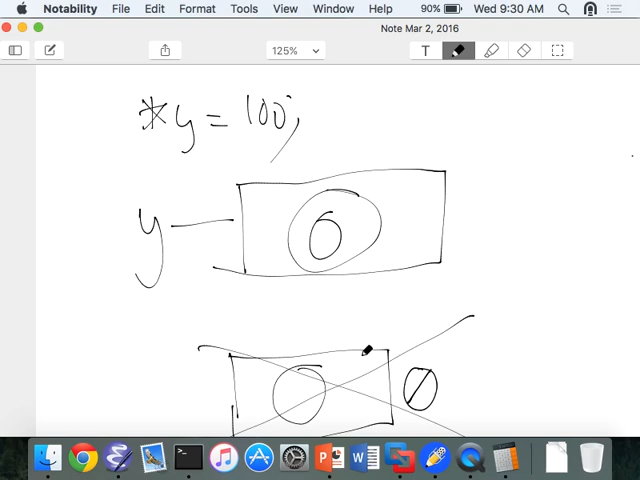 Notability File Edit Format Tools View Window Help 90% Wed 9:30 AM
Note Mar 2, 2016
125% T
*y = 100;
y 0
0